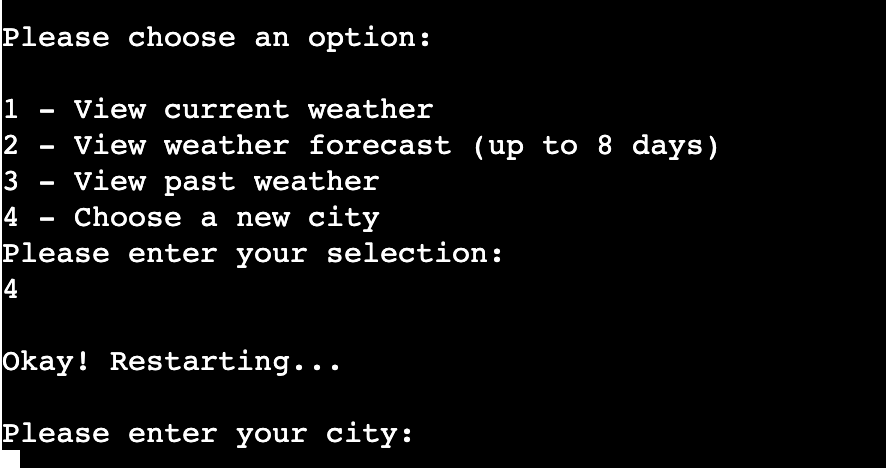 Please choose an option:
1 - View current weather
2 - View weather forecast (up to 8 days)
3 - View past weather
4 - Choose a new city
Please enter your selection:
4
Okay! Restarting...
Please enter your city: